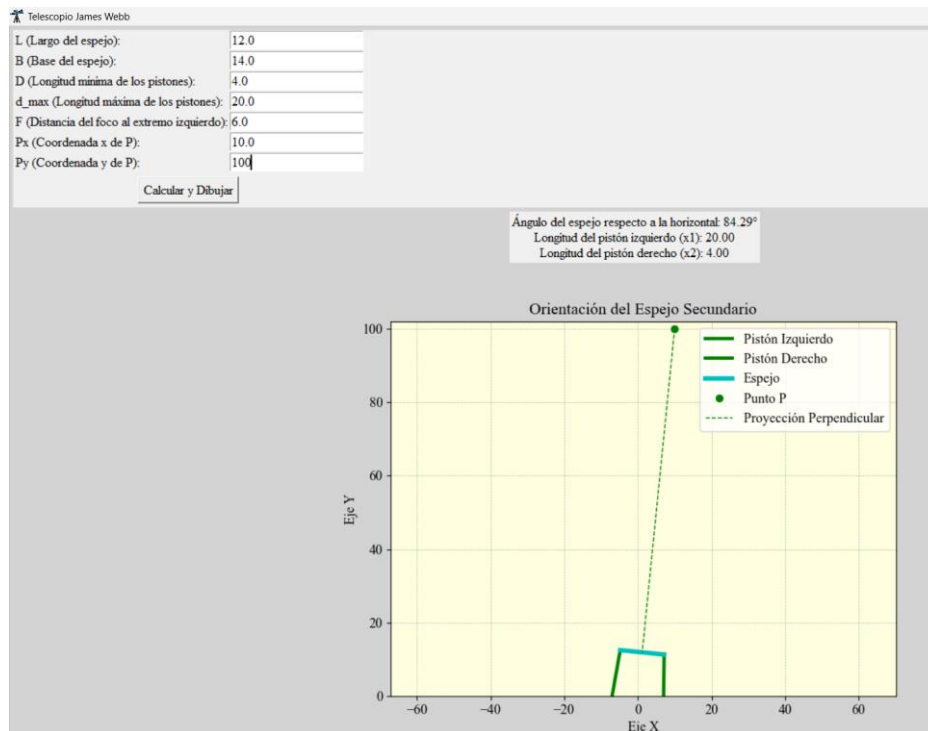 Telescopio James Webb
L (Largo del espejo): 12.0
B (Base del espejo): 14.0
D (Longitud minima de los pistones): 4.0
d_max (Longitud máxima de los pistones): 20.0
F (Distancia del foco al extremo izquierdo): 6.0
Px (Coordenada x de P): 10.0
Py (Coordenada y de P): 100
Calcular y Dibujar
Ángulo del espejo respecto a la horizontal: 84.29°
Longitud del pistón izquierdo (x1): 20.00
Longitud del pistón derecho (x2): 4.00
Orientación del Espejo Secundario
100
80
60
40
20
0
Eje Y
Pistón Izquierdo
Pistón Derecho
Espejo
Punto P
Proyección Perpendicular
−60 −40 −20 0 20 40 60
Eje X